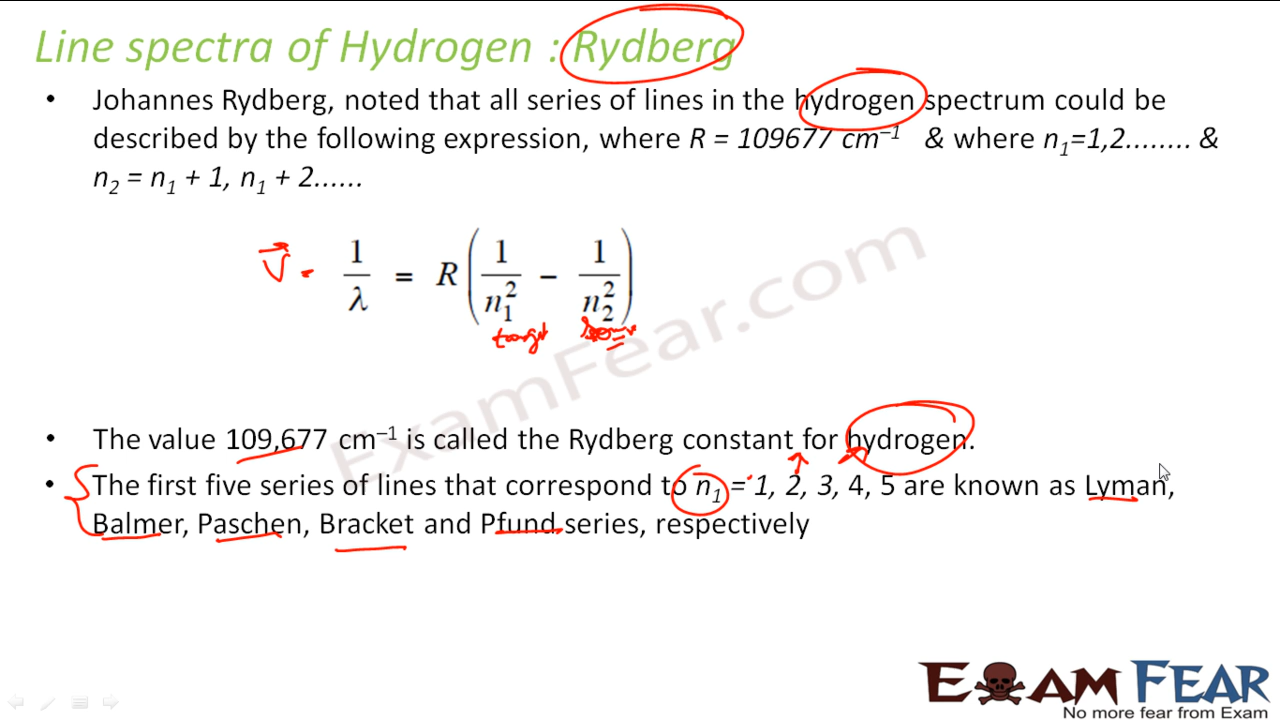 Line spectra of Hydrogen : Rydberg
• Johannes Rydberg, noted that all series of lines in the hydrogen spectrum could be
described by the following expression, where R = 109677 cm⁻¹ & where n₁=1,2........ &
n₂ = n₁ + 1, n₁ + 2......
V = 1/λ = R(1/n₁² − 1/n₂²)
target
ExamFear.com
• The value 109,677 cm⁻¹ is called the Rydberg constant for hydrogen.
• The first five series of lines that correspond to n₁ = 1, 2, 3, 4, 5 are known as Lyman,
Balmer, Paschen, Bracket and Pfund series, respectively
EXAM FEAR
No more fear from Exam